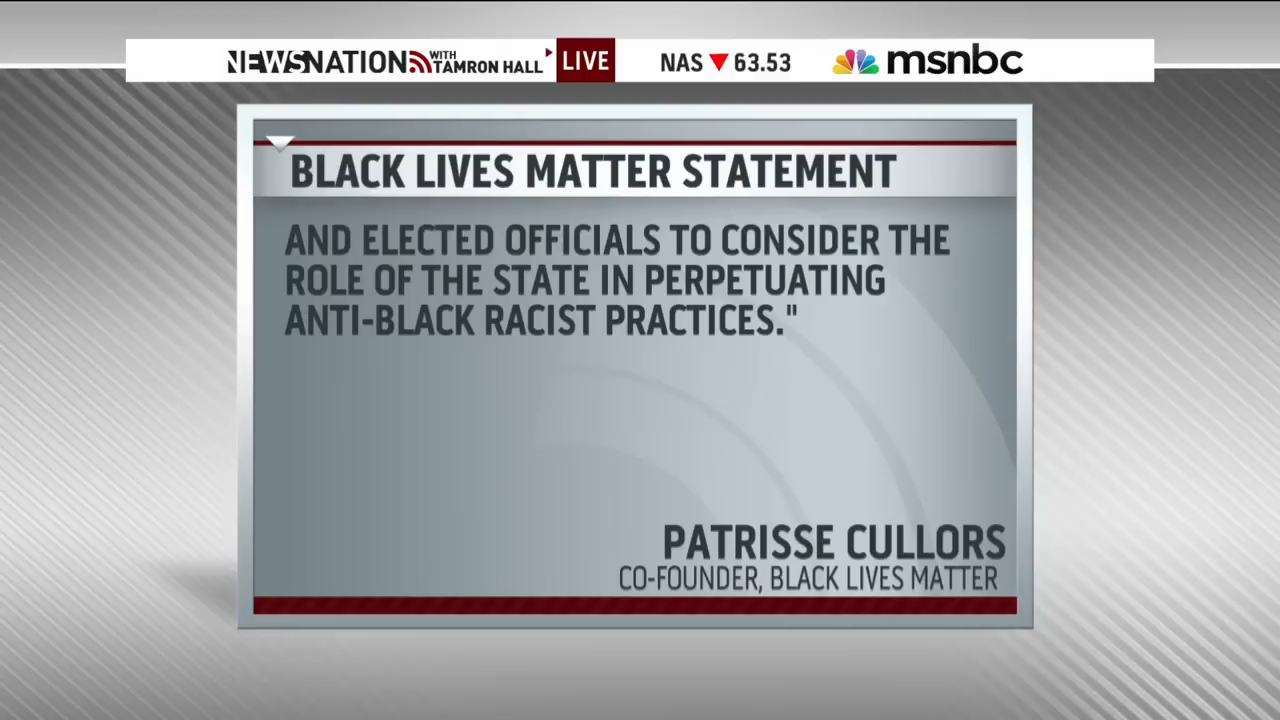 NEWSNATION WITH TAMRON HALL LIVE NAS ▼ 63.53 msnbc
BLACK LIVES MATTER STATEMENT
AND ELECTED OFFICIALS TO CONSIDER THE
ROLE OF THE STATE IN PERPETUATING
ANTI-BLACK RACIST PRACTICES."
PATRISSE CULLORS
CO-FOUNDER, BLACK LIVES MATTER